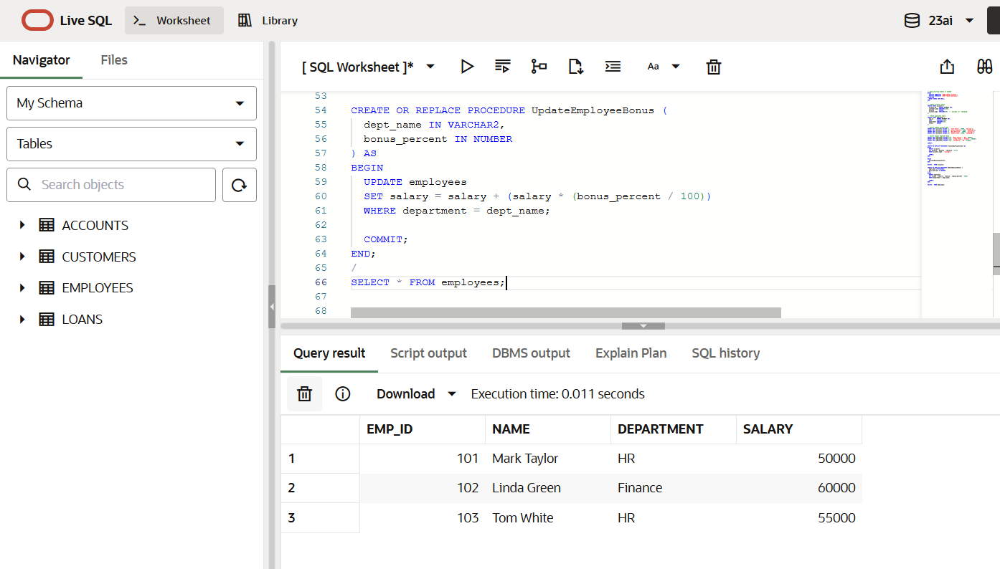 Live SQL
Worksheet
Library
23ai
Navigator
Files
[ SQL Worksheet ]*
Aa
My Schema
Tables
Search objects
ACCOUNTS
CUSTOMERS
EMPLOYEES
LOANS
53
54 CREATE OR REPLACE PROCEDURE UpdateEmployeeBonus (
55 dept_name IN VARCHAR2,
56 bonus_percent IN NUMBER
57 ) AS
58 BEGIN
59 UPDATE employees
60 SET salary = salary + (salary * (bonus_percent / 100))
61 WHERE department = dept_name;
62
63 COMMIT;
64 END;
65 /
66 SELECT * FROM employees;
67
68
Query result
Script output
DBMS output
Explain Plan
SQL history
Download
Execution time: 0.011 seconds
EMP_ID NAME DEPARTMENT SALARY
1 101 Mark Taylor HR 50000
2 102 Linda Green Finance 60000
3 103 Tom White HR 55000